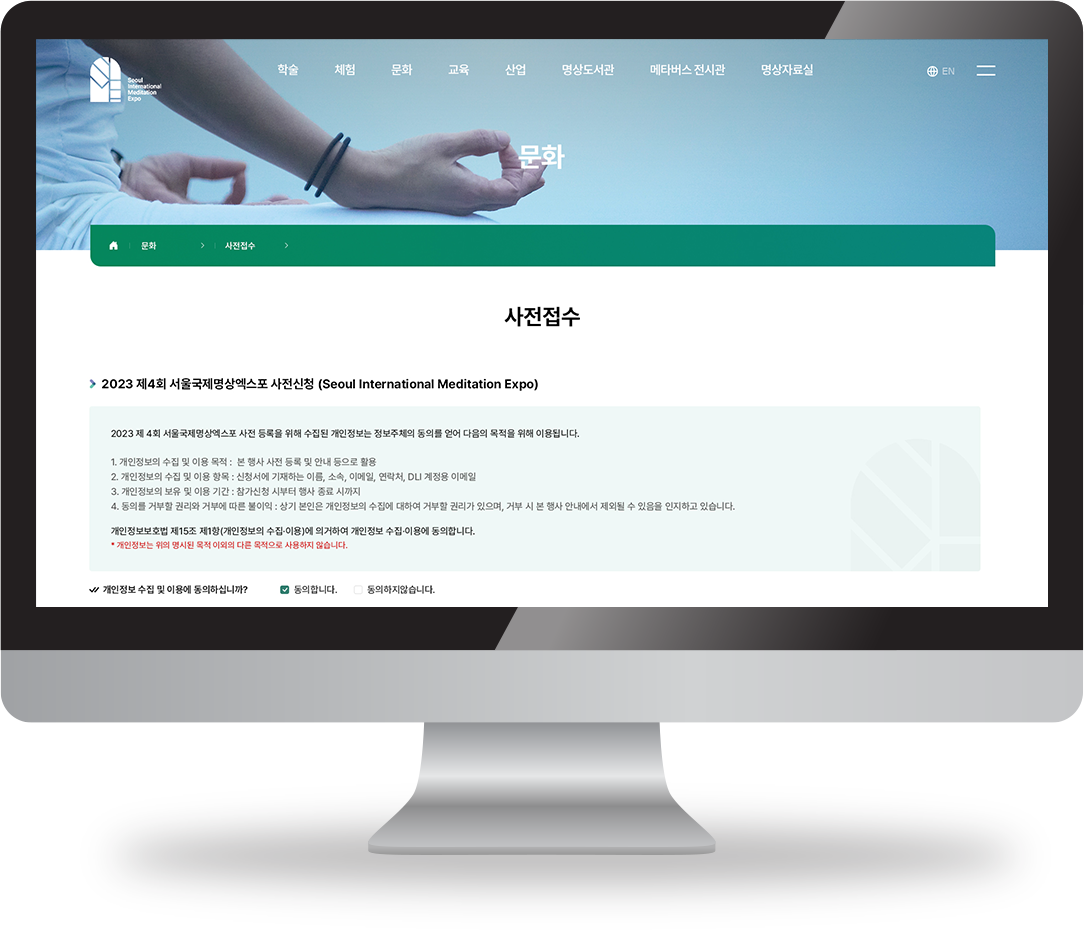 Seoul
International
Meditation
Expo
학술 체험 문화 교육 산업 명상도서관 메타버스 전시관 명상자료실
EN
문화
문화 사전접수
사전접수
2023 제4회 서울국제명상엑스포 사전신청 (Seoul International Meditation Expo)
2023 제 4회 서울국제명상엑스포 사전 등록을 위해 수집된 개인정보는 정보주체의 동의를 얻어 다음의 목적을 위해 이용됩니다.
1. 개인정보의 수집 및 이용 목적 : 본 행사 사전 등록 및 안내 등으로 활용
2. 개인정보의 수집 및 이용 항목 : 신청서에 기재하는 이름, 소속, 이메일, 연락처, DLI 계정용 이메일
3. 개인정보의 보유 및 이용 기간 : 참가신청 시부터 행사 종료 시까지
4. 동의를 거부할 권리와 거부에 따른 불이익 : 상기 본인은 개인정보의 수집에 대하여 거부할 권리가 있으며, 거부 시 본 행사 안내에서 제외될 수 있음을 인지하고 있습니다.
개인정보보호법 제15조 제1항(개인정보의 수집·이용)에 의거하여 개인정보 수집·이용에 동의합니다.
* 개인정보는 위의 명시된 목적 이외의 다른 목적으로 사용하지 않습니다.
개인정보 수집 및 이용에 동의하십니까? 동의합니다. 동의하지않습니다.